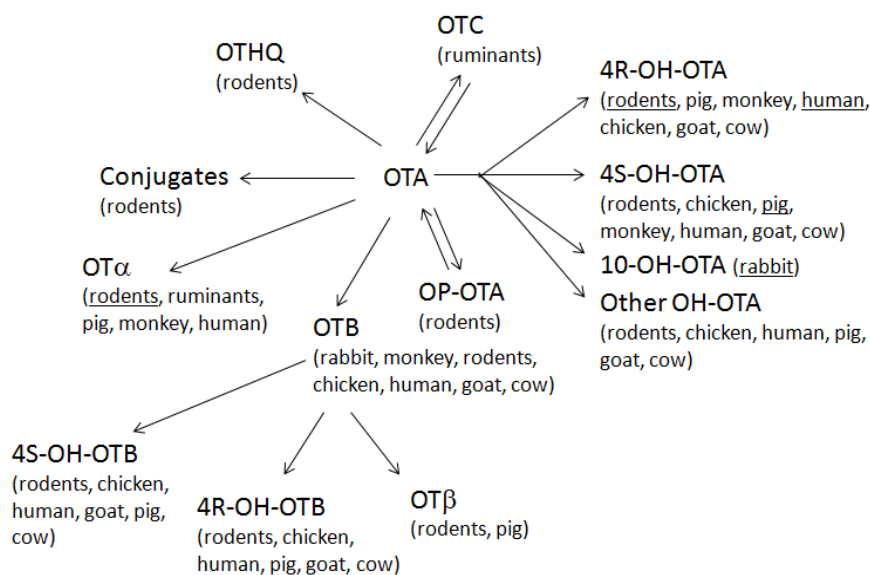 OTHQ
(rodents)
OTC
(ruminants)
4R-OH-OTA
(rodents, pig, monkey, human,
chicken, goat, cow)
Conjugates
(rodents)
OTA
4S-OH-OTA
(rodents, chicken, pig,
monkey, human, goat, cow)
10-OH-OTA (rabbit)
Other OH-OTA
(rodents, chicken, human, pig,
goat, cow)
OTα
(rodents, ruminants,
pig, monkey, human)
OP-OTA
(rodents)
OTB
(rabbit, monkey, rodents,
chicken, human, goat, cow)
4S-OH-OTB
(rodents, chicken,
human, goat, pig,
cow)
4R-OH-OTB
(rodents, chicken,
human, pig, goat, cow)
OTβ
(rodents, pig)